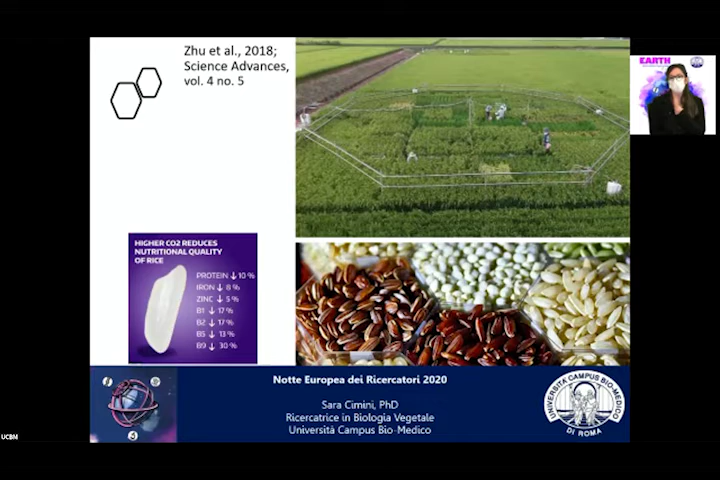 Zhu et al., 2018;
Science Advances,
vol. 4 no. 5
EARTH
HIGHER CO2 REDUCES
NUTRITIONAL QUALITY
OF RICE
PROTEIN ↓ 10 %
IRON ↓ 8 %
ZINC ↓ 5 %
B1 ↓ 17 %
B2 ↓ 17 %
B5 ↓ 13 %
B9 ↓ 30 %
Notte Europea dei Ricercatori 2020
Sara Cimini, PhD
Ricercatrice in Biologia Vegetale
Università Campus Bio-Medico
UNIVERSITÀ CAMPUS BIO-MEDICO
DI ROMA
UCBM